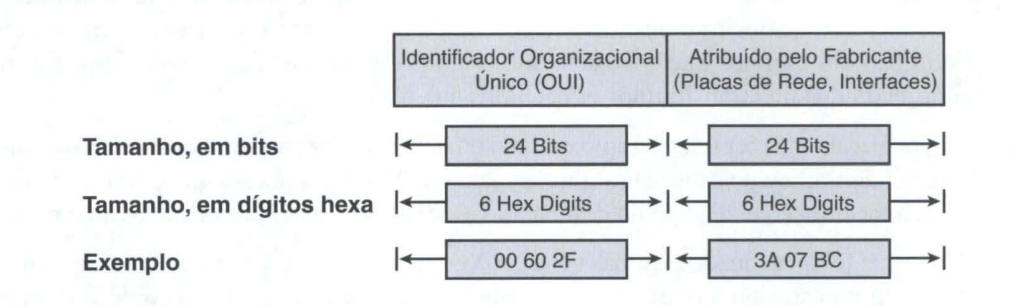 Identificador Organizacional
Único (OUI)
Atribuído pelo Fabricante
(Placas de Rede, Interfaces)
Tamanho, em bits
24 Bits
24 Bits
Tamanho, em dígitos hexa
6 Hex Digits
6 Hex Digits
Exemplo
00 60 2F
3A 07 BC